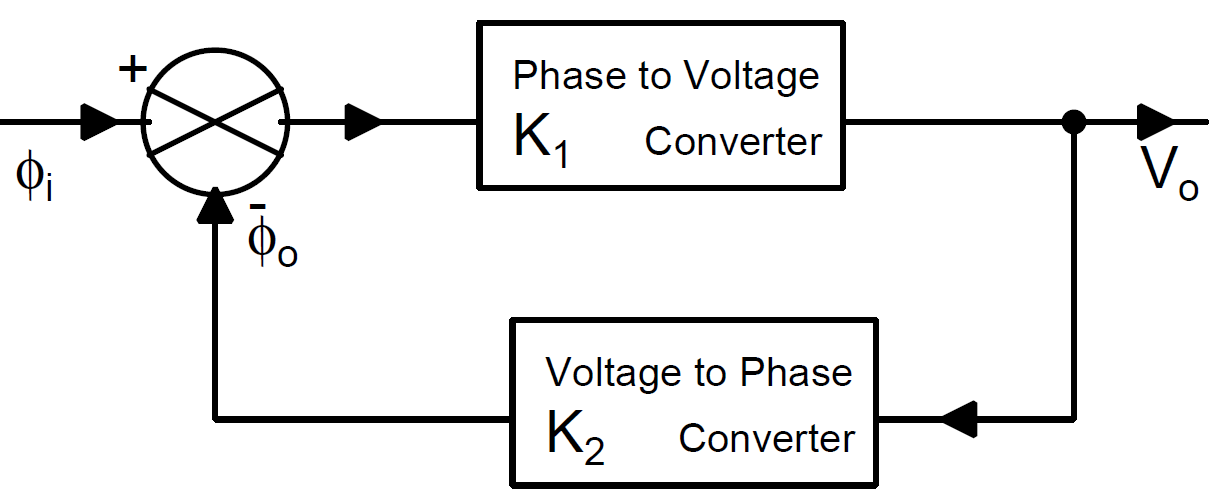 +
Phase to Voltage
K₁ Converter
ϕᵢ
Vₒ
-
ϕₒ
Voltage to Phase
K₂ Converter